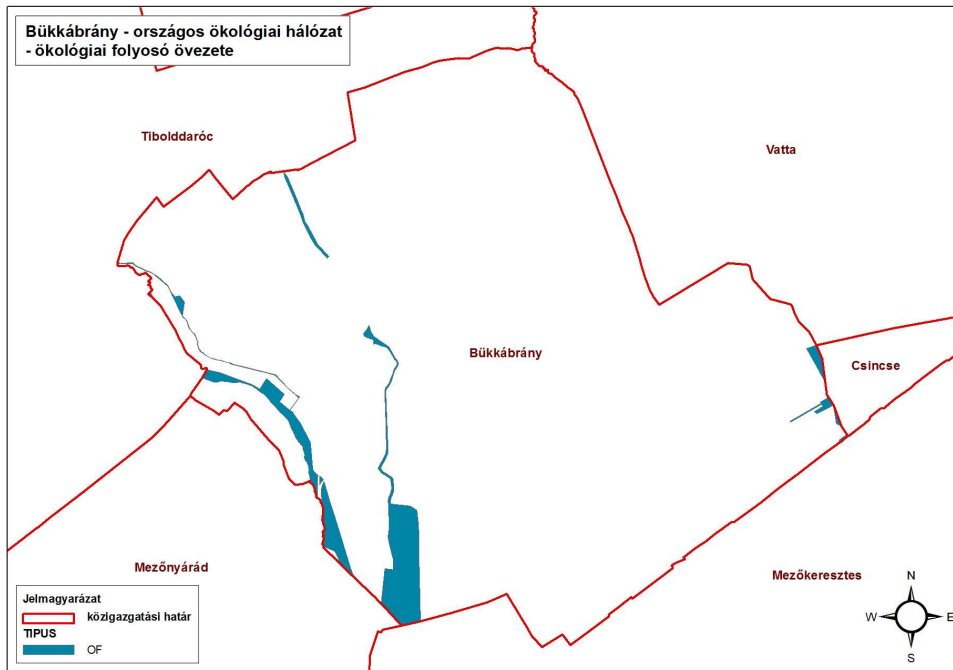 Bükkábrány - országos ökológiai hálózat
- ökológiai folyosó övezete
Tibolddaróc
Vatta
Bükkábrány
Csincse
Mezőnyárád
Mezőkeresztes
Jelmagyarázat
közigazgatási határ
TIPUS
OF
N
W
E
S